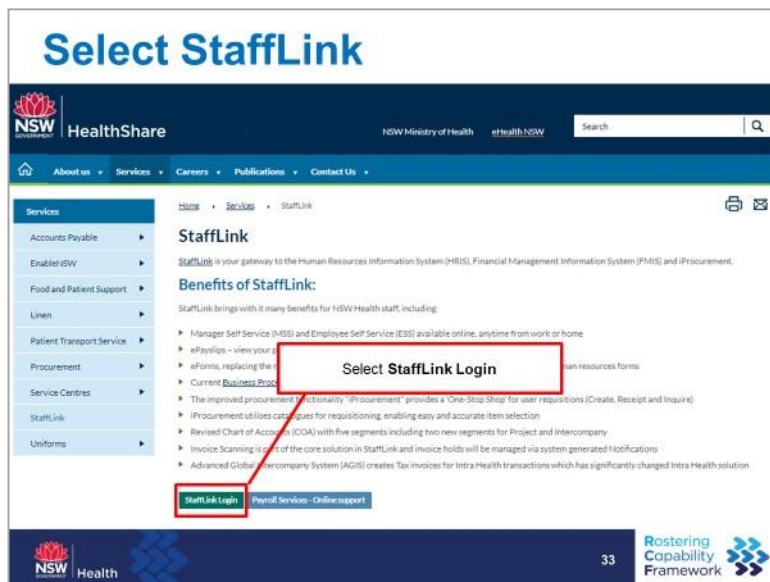 Select StaffLink
NSW
GOVERNMENT
HealthShare
NSW Ministry of Health
eHealth NSW
Search
About us
Services
Careers
Publications
Contact Us
Services
Accounts Payable
EnableNSW
Food and Patient Support
Linen
Patient Transport Service
Procurement
Service Centres
StaffLink
Uniforms
Home
Services
StaffLink
StaffLink
StaffLink is your gateway to the Human Resources Information System (HRIS), Financial Management Information System (FMIS) and iProcurement.
Benefits of StaffLink:
StaffLink brings with it many benefits for NSW Health staff, including:
Manager Self Service (MSS) and Employee Self Service (ESS) available online, anytime from work or home
ePayslips – view your
eForms, replacing the
resources forms
Current Business
The improved procurement functionality "iProcurement" provides a 'One-Stop Shop' for user requisitions (Create, Receipt and Inquire)
iProcurement utilises catalogues for requisitioning, enabling easy and accurate item selection
Revised Chart of Accounts (COA) with five segments including two new segments for Project and Intercompany
Invoice Scanning is part of the core solution in StaffLink and invoice holds will be managed via system generated Notifications
Advanced Global Intercompany System (AGIS) creates Tax invoices for Intra Health transactions which has significantly changed Intra Health solution
Select StaffLink Login
StaffLink Login
Payroll Services - Online support
NSW
GOVERNMENT
Health
33
Rostering
Capability
Framework